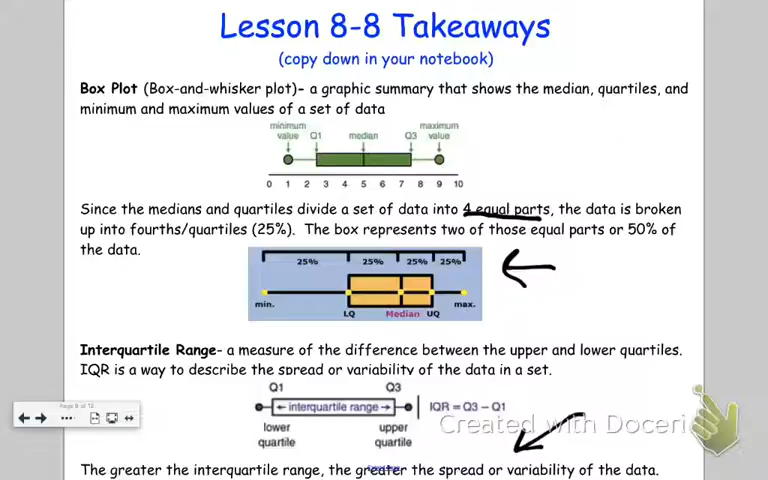 Lesson 8-8 Takeaways
(copy down in your notebook)
Box Plot (Box-and-whisker plot)- a graphic summary that shows the median, quartiles, and
minimum and maximum values of a set of data
minimum value Q1 median Q3 maximum value
0 1 2 3 4 5 6 7 8 9 10
Since the medians and quartiles divide a set of data into 4 equal parts, the data is broken
up into fourths/quartiles (25%). The box represents two of those equal parts or 50% of
the data.
25% 25% 25% 25%
min. max.
LQ Median UQ
Interquartile Range- a measure of the difference between the upper and lower quartiles.
IQR is a way to describe the spread or variability of the data in a set.
Q1 Q3
interquartile range IQR = Q3 - Q1
lower quartile upper quartile
Page 9 of 12
Created with Doceri
The greater the interquartile range, the greater the spread or variability of the data.